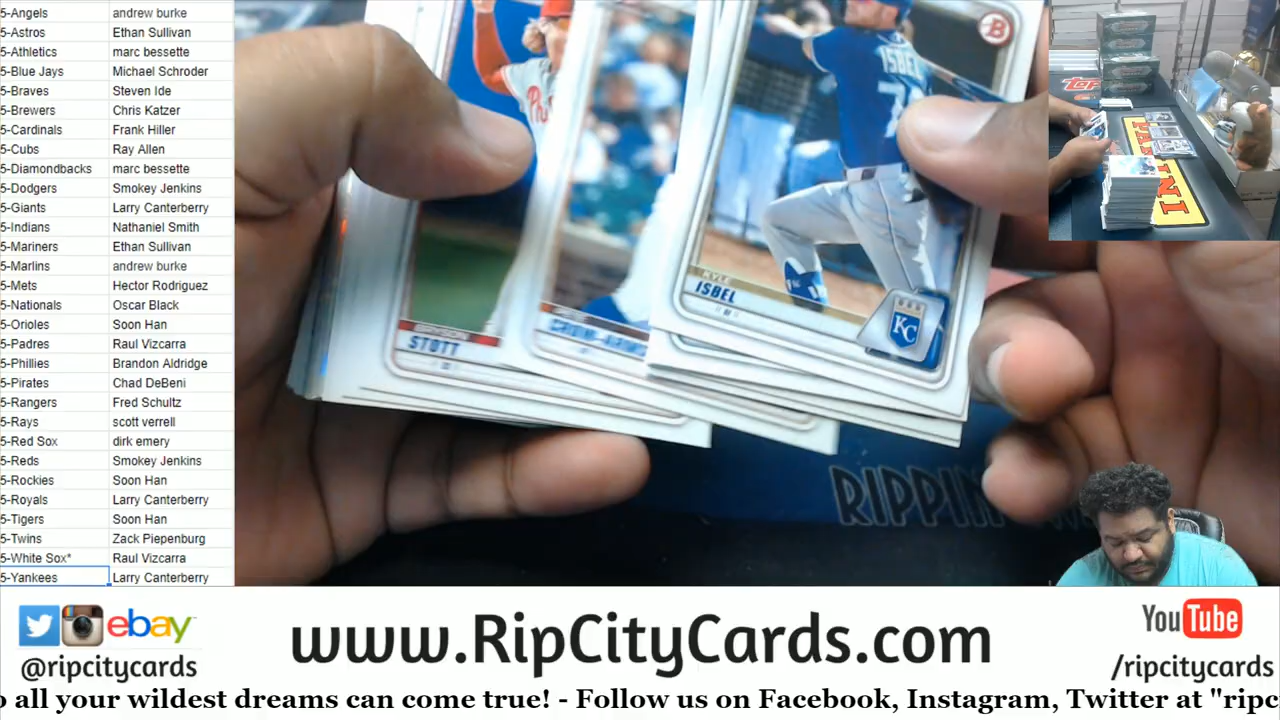 5-Angels andrew burke
5-Astros Ethan Sullivan
5-Athletics marc bessette
5-Blue Jays Michael Schroder
5-Braves Steven Ide
5-Brewers Chris Katzer
5-Cardinals Frank Hiller
5-Cubs Ray Allen
5-Diamondbacks marc bessette
5-Dodgers Smokey Jenkins
5-Giants Larry Canterberry
5-Indians Nathaniel Smith
5-Mariners Ethan Sullivan
5-Marlins andrew burke
5-Mets Hector Rodriguez
5-Nationals Oscar Black
5-Orioles Soon Han
5-Padres Raul Vizcarra
5-Phillies Brandon Aldridge
5-Pirates Chad DeBeni
5-Rangers Fred Schultz
5-Rays scott verrell
5-Red Sox dirk emery
5-Reds Smokey Jenkins
5-Rockies Soon Han
5-Royals Larry Canterberry
5-Tigers Soon Han
5-Twins Zack Piepenburg
5-White Sox* Raul Vizcarra
5-Yankees Larry Canterberry
B
ISBEL
KYLE
ISBEL
KC
BRYSON
STOTT
Topps
PANINI
ebay
@ripcitycards
www.RipCityCards.com
YouTube
/ripcitycards
o all your wildest dreams can come true! - Follow us on Facebook, Instagram, Twitter at "ripc